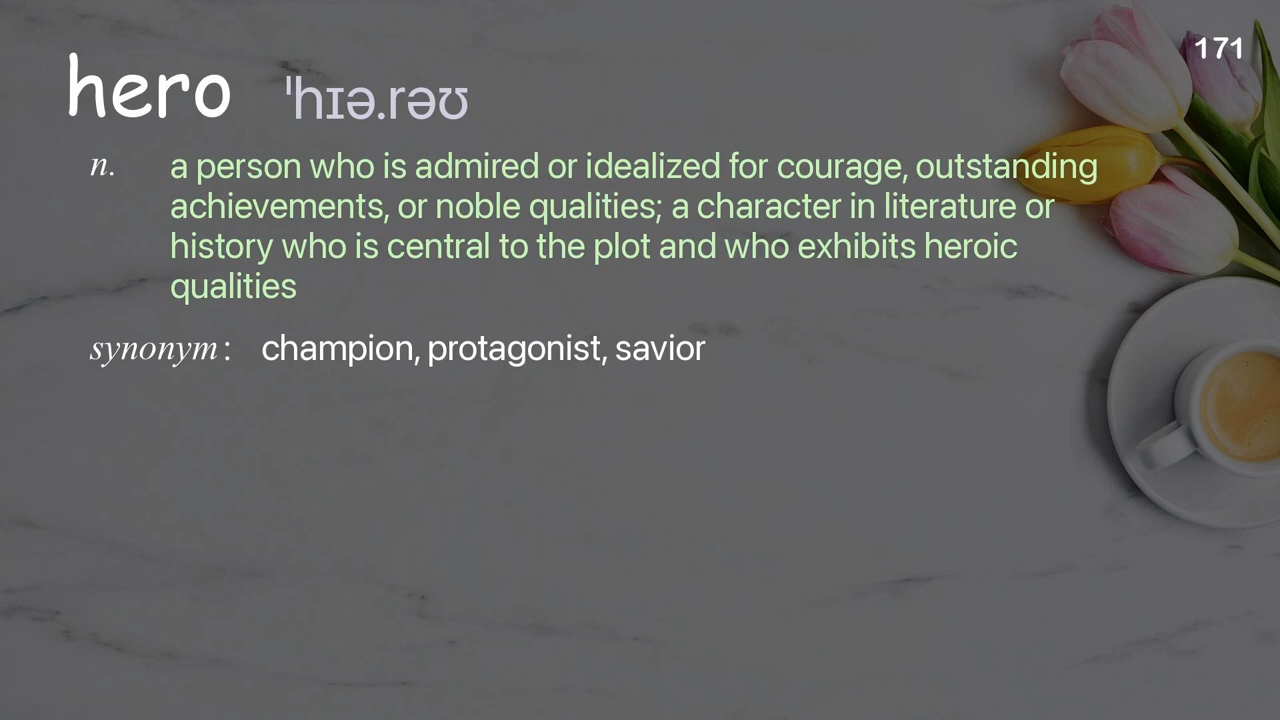 171
hero ˈhɪə.rəʊ
n. a person who is admired or idealized for courage, outstanding
achievements, or noble qualities; a character in literature or
history who is central to the plot and who exhibits heroic
qualities
synonym: champion, protagonist, savior